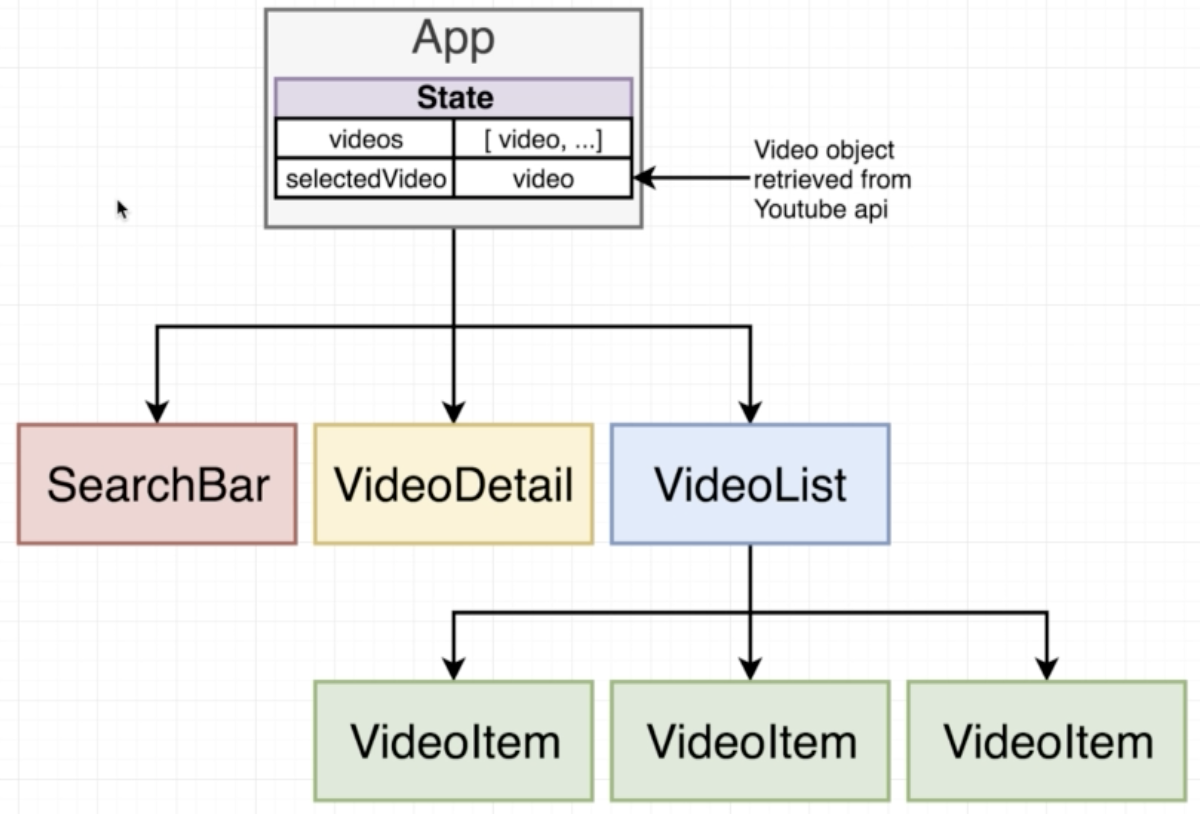 App
State
videos
[ video, ...]
selectedVideo
video
Video object
retrieved from
Youtube api
SearchBar
VideoDetail
VideoList
VideoItem
VideoItem
VideoItem